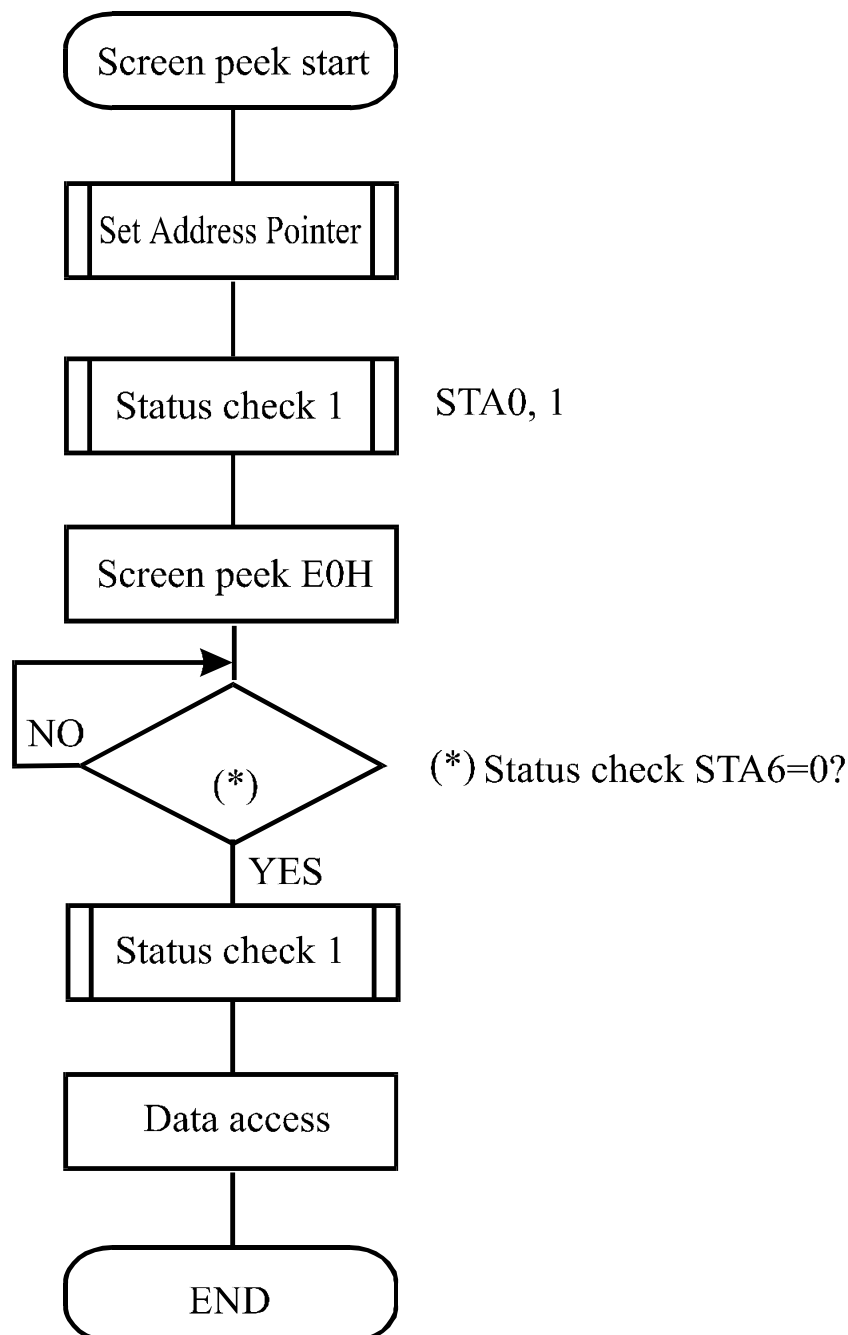 Screen peek start
Set Address Pointer
Status check 1
STA0, 1
Screen peek E0H
NO
(*)
(*) Status check STA6=0?
YES
Status check 1
Data access
END